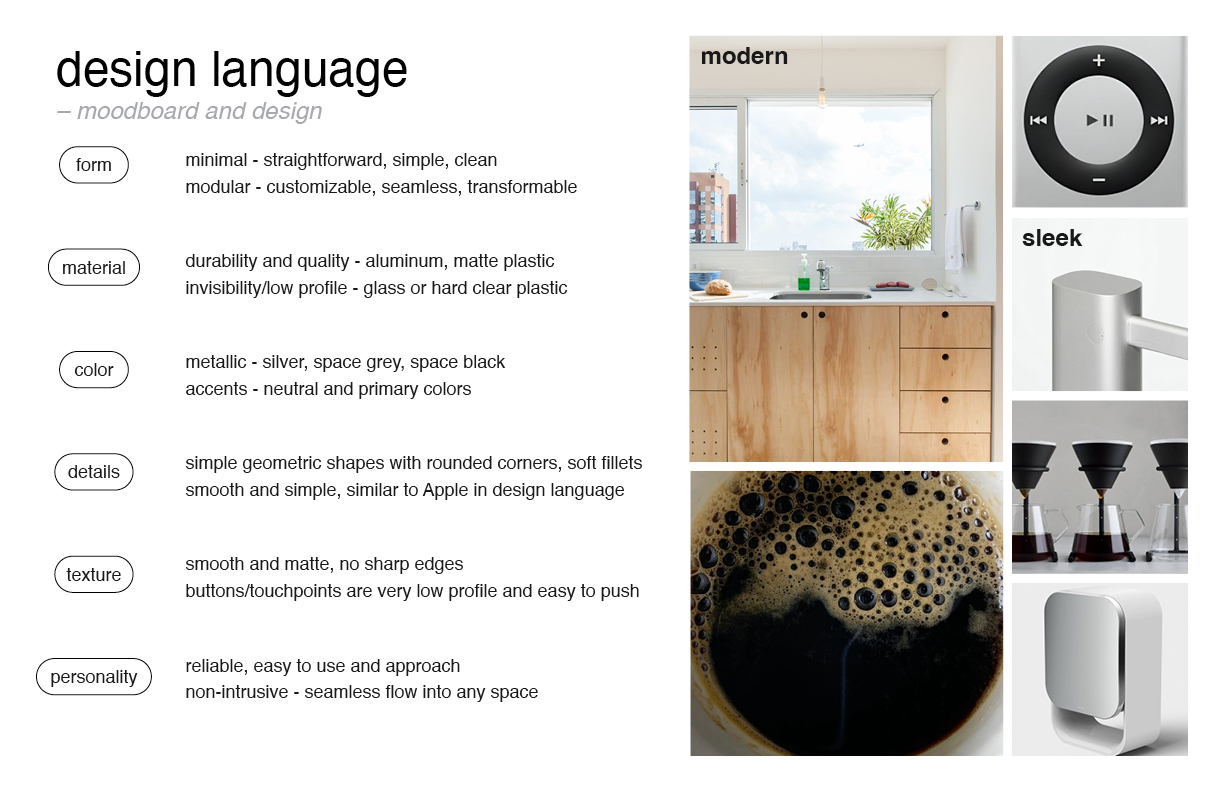 design language
– moodboard and design
form
minimal - straightforward, simple, clean
modular - customizable, seamless, transformable
material
durability and quality - aluminum, matte plastic
invisibility/low profile - glass or hard clear plastic
color
metallic - silver, space grey, space black
accents - neutral and primary colors
details
simple geometric shapes with rounded corners, soft fillets
smooth and simple, similar to Apple in design language
texture
smooth and matte, no sharp edges
buttons/touchpoints are very low profile and easy to push
personality
reliable, easy to use and approach
non-intrusive - seamless flow into any space
modern
sleek